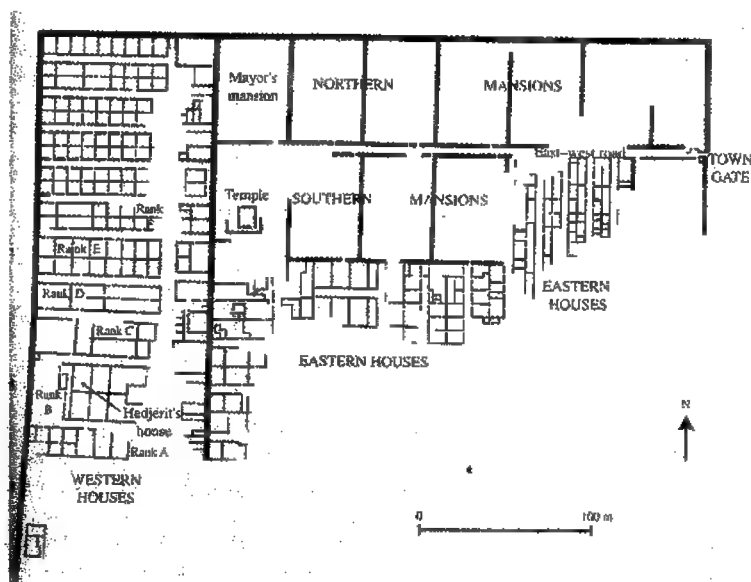 Mayor's
mansion
NORTHERN
MANSIONS
East–west road
TOWN
GATE
Temple
SOUTHERN
MANSIONS
Rank
F
Rank E
Rank D
Rank C
Rank
B
Hedjerit's
house
Rank A
EASTERN
HOUSES
EASTERN HOUSES
WESTERN
HOUSES
N
0
100 m